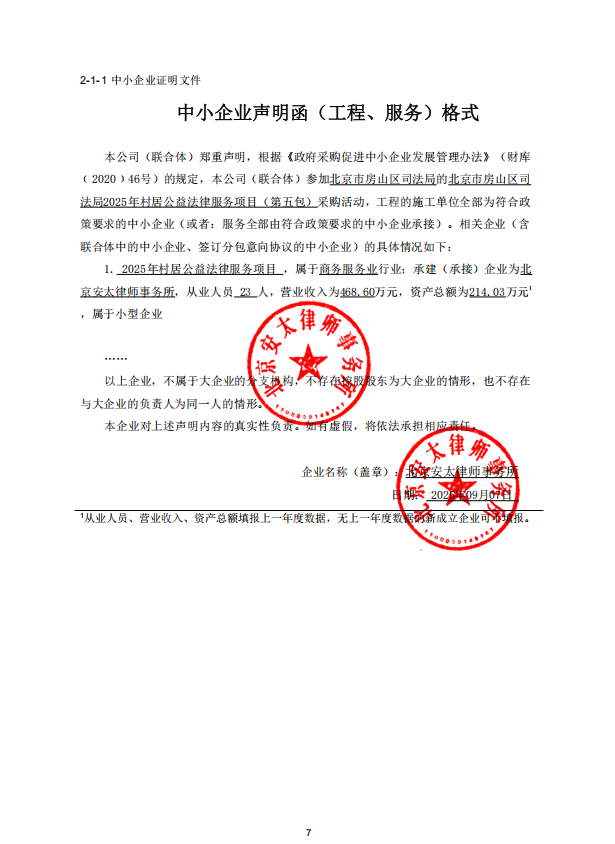 2-1-1 中小企业证明文件
中小企业声明函（工程、服务）格式
本公司（联合体）郑重声明，根据《政府采购促进中小企业发展管理办法》（财库
﹝2020﹞46号）的规定，本公司（联合体）参加北京市房山区司法局的北京市房山区司
法局2025年村居公益法律服务项目（第五包）采购活动，工程的施工单位全部为符合政
策要求的中小企业（或者：服务全部由符合政策要求的中小企业承接）。相关企业（含
联合体中的中小企业、签订分包意向协议的中小企业）的具体情况如下：
1. 2025年村居公益法律服务项目 ，属于商务服务业行业；承建（承接）企业为北
京安太律师事务所，从业人员 23 人，营业收入为468.60万元，资产总额为214.03万元¹
，属于小型企业
北京安太律师事务所
……
以上企业，不属于大企业的分支机构，不存在控股股东为大企业的情形，也不存在
与大企业的负责人为同一人的情形。
本企业对上述声明内容的真实性负责。如有虚假，将依法承担相应责任。
企业名称（盖章）：北京安太律师事务所
日期：2025年09月07日
北京安太律师事务所
¹从业人员、营业收入、资产总额填报上一年度数据，无上一年度数据的新成立企业可不填报。
7